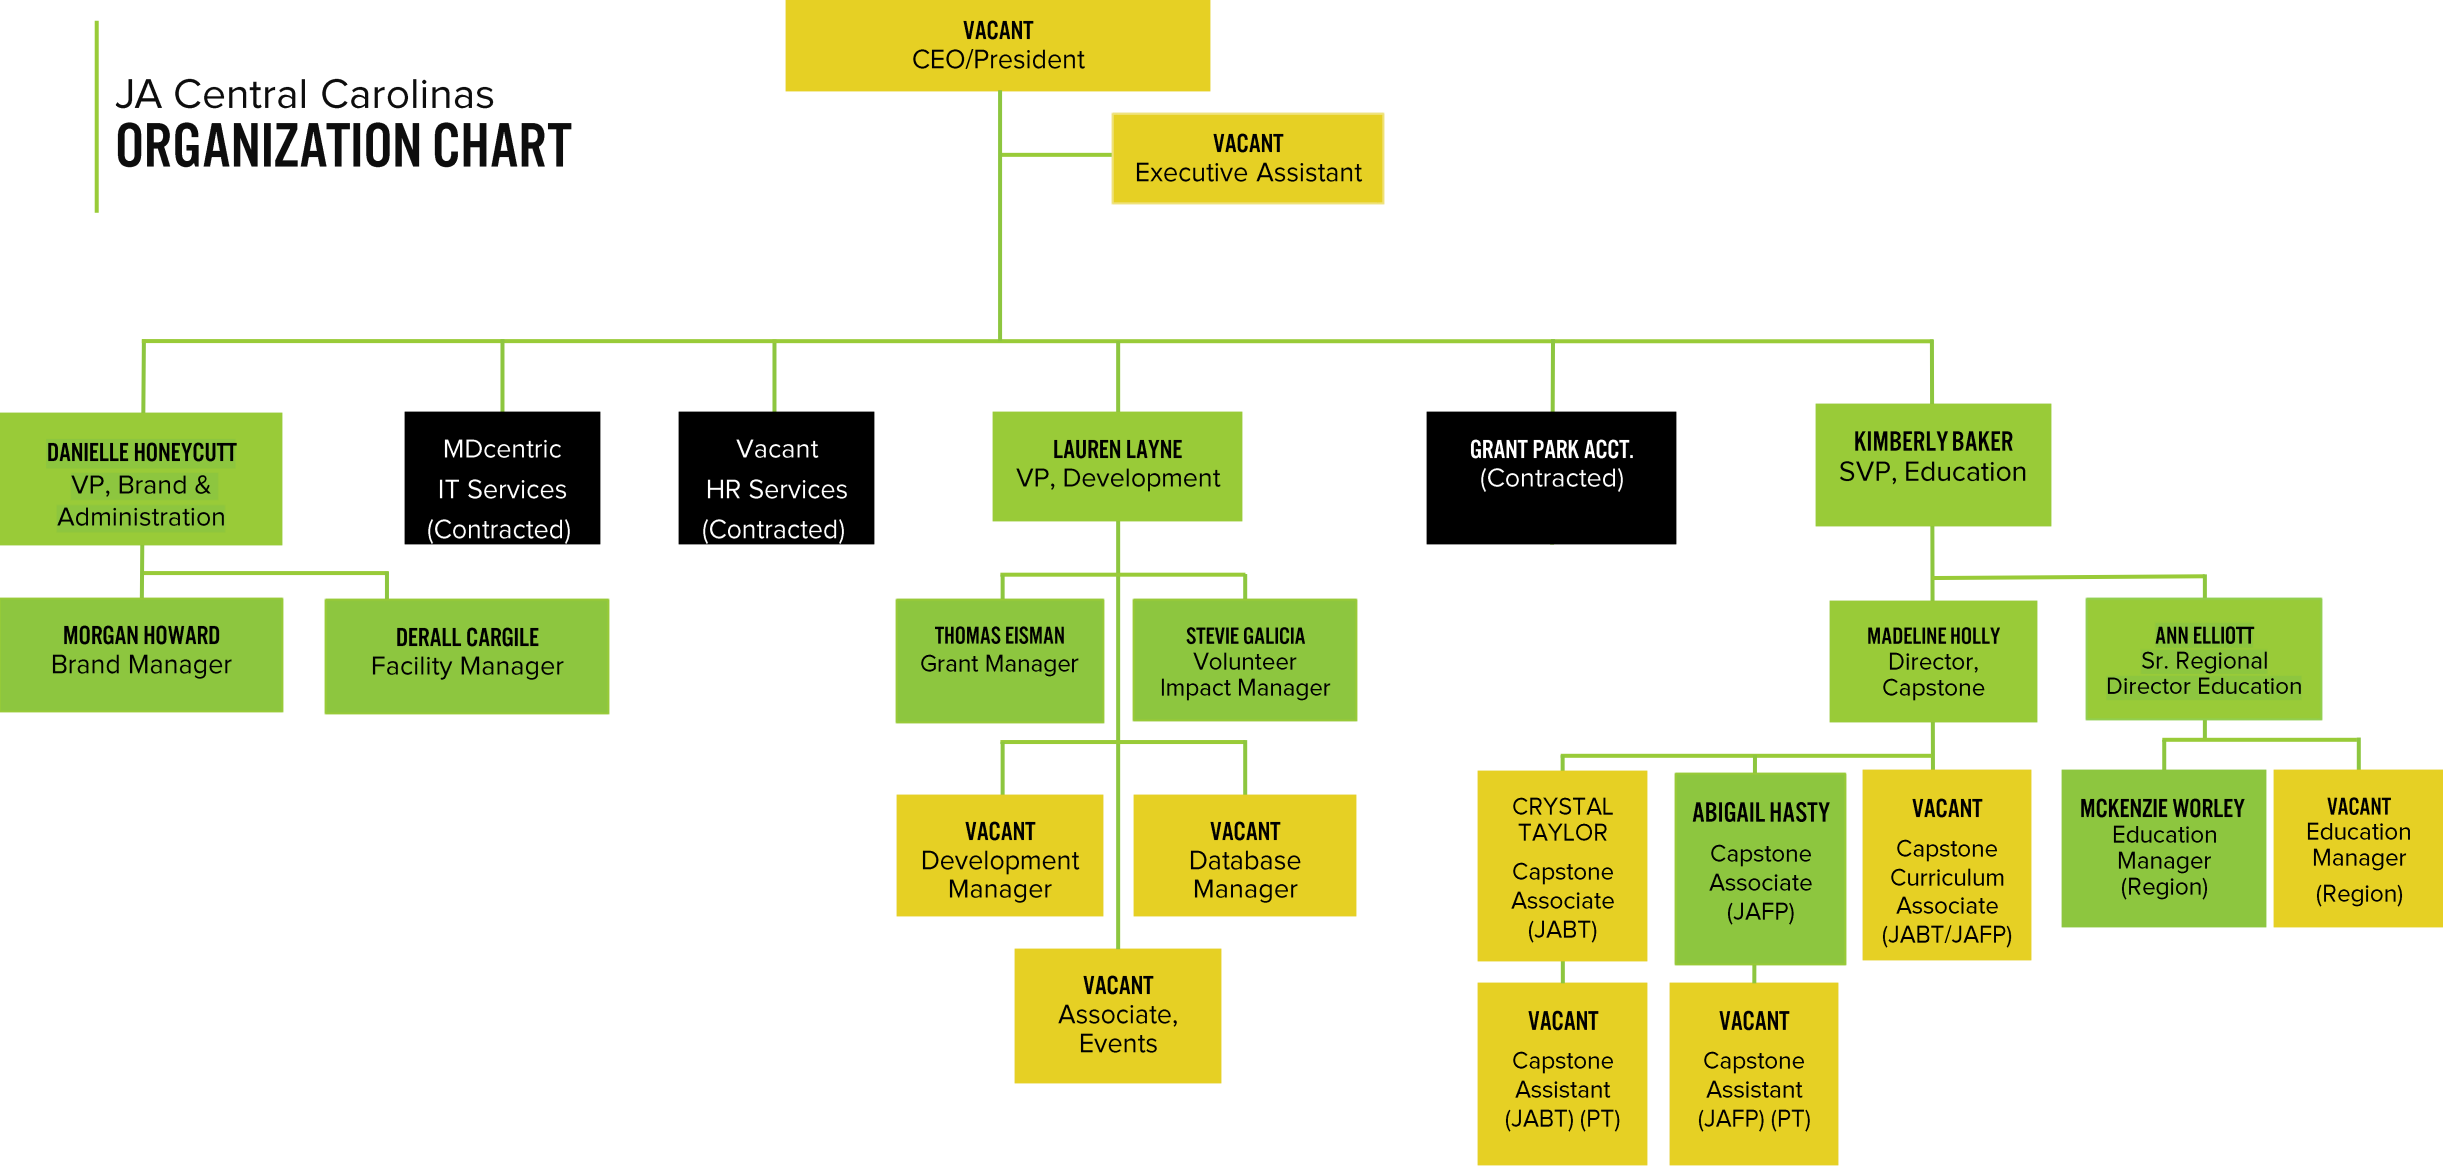 VACANT
CEO/President
JA Central Carolinas
ORGANIZATION CHART
VACANT
Executive Assistant
DANIELLE HONEYCUTT
VP, Brand &
Administration
MDcentric
IT Services
(Contracted)
Vacant
HR Services
(Contracted)
LAUREN LAYNE
VP, Development
GRANT PARK ACCT.
(Contracted)
KIMBERLY BAKER
SVP, Education
MORGAN HOWARD
Brand Manager
DERALL CARGILE
Facility Manager
THOMAS EISMAN
Grant Manager
STEVIE GALICIA
Volunteer
Impact Manager
MADELINE HOLLY
Director,
Capstone
ANN ELLIOTT
Sr. Regional
Director Education
VACANT
Development
Manager
VACANT
Database
Manager
CRYSTAL
TAYLOR
Capstone
Associate
(JABT)
ABIGAIL HASTY
Capstone
Associate
(JAFP)
VACANT
Capstone
Curriculum
Associate
(JABT/JAFP)
MCKENZIE WORLEY
Education
Manager
(Region)
VACANT
Education
Manager
(Region)
VACANT
Associate,
Events
VACANT
Capstone
Assistant
(JABT) (PT)
VACANT
Capstone
Assistant
(JAFP) (PT)